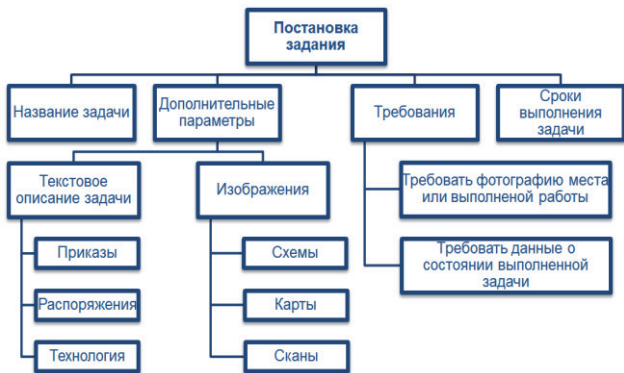 Постановка
задания
Название задачи
Дополнительные
параметры
Требования
Сроки
выполнения
задачи
Текстовое
описание задачи
Изображения
Требовать фотографию места
или выполненой работы
Приказы
Схемы
Требовать данные о
состоянии выполненной
задачи
Распоряжения
Карты
Технология
Сканы